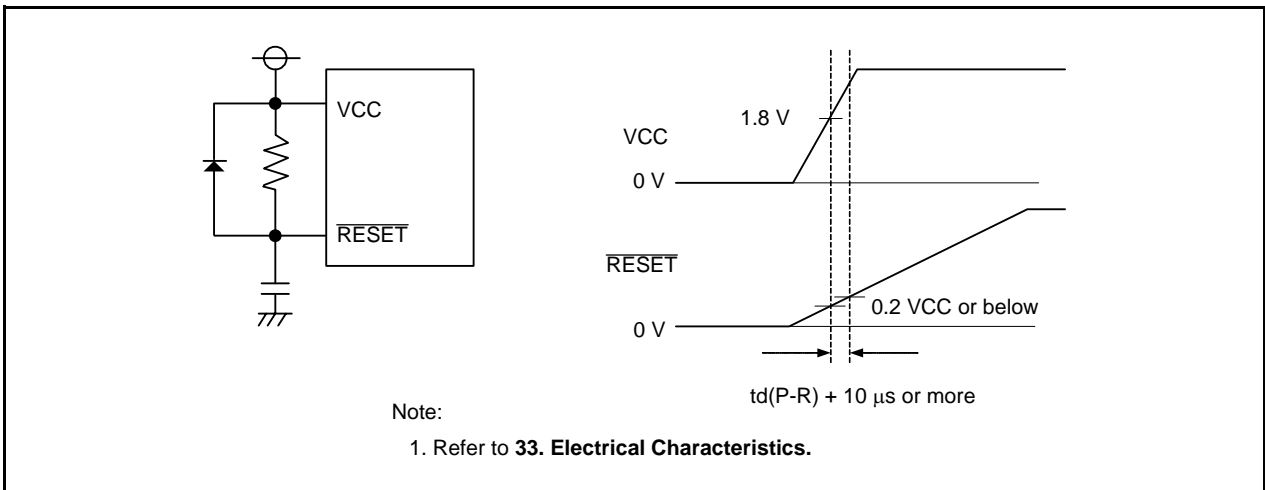 VCC
RESET
1.8 V
VCC
0 V
RESET
0.2 VCC or below
0 V
td(P-R) + 10 μs or more
Note:
1. Refer to 33. Electrical Characteristics.